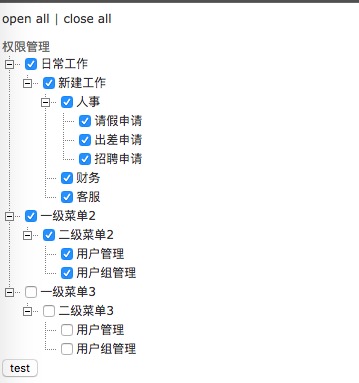 open all | close all
权限管理
日常工作
新建工作
人事
请假申请
出差申请
招聘申请
财务
客服
一级菜单2
二级菜单2
用户管理
用户组管理
一级菜单3
二级菜单3
用户管理
用户组管理
test